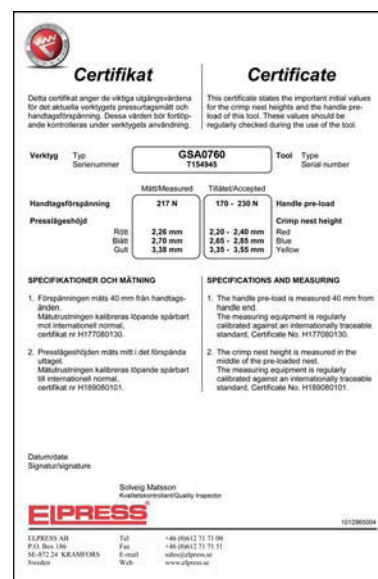 Certifikat
Certificate
Detta certifikat anger de viktiga utgångsvärdena
för det aktuella verktygets pressurtagsmått och
handtagsförspänning. Dessa värden bör fortlöp-
ande kontrolleras under verktygets användning.
This certificate states the important initial values
for the crimp nest heights and the handle pre-
load of this tool. These values should be
regularly checked during the use of the tool.
Verktyg Typ GSA0760 Tool Type
Serienummer T154945 Serial number
Mätt/Measured Tillåtet/Accepted
Handtagsförspänning 217 N 170 - 230 N Handle pre-load
Presslägeshöjd Crimp nest height
Rött 2,26 mm 2,20 - 2,40 mm Red
Blått 2,70 mm 2,65 - 2,85 mm Blue
Gult 3,38 mm 3,35 - 3,55 mm Yellow
SPECIFIKATIONER OCH MÄTNING
1. Förspänningen mäts 40 mm från handtags-
änden.
Mätutrustningen kalibreras löpande spårbart
mot internationell normal,
certifikat nr H177080130.
2. Presslägeshöjden mäts mitt i det förspända
uttaget.
Mätutrustningen kalibreras löpande spårbart
till internationell normal,
certifikat nr H189080101.
SPECIFICATIONS AND MEASURING
1. The handle pre-load is measured 40 mm from
handle end.
The measuring equipment is regularly
calibrated against an internationally traceable
standard, Certificate No. H177080130.
2. The crimp nest height is measured in the
middle of the pre-loaded nest.
The measuring equipment is regularly
calibrated against an internationally traceable
standard, Certificate No. H189080101.
Datum/date
Signatur/signature
Solveig Matsson
Kvalitetskontrollant/Quality Inspector
ELPRESS®
1012965004
ELPRESS AB Tel +46 (0)612 71 71 00
P.O. Box 186 Fax +46 (0)612 71 71 51
SE-872 24 KRAMFORS E-mail sales@elpress.se
Sweden Web www.elpress.se